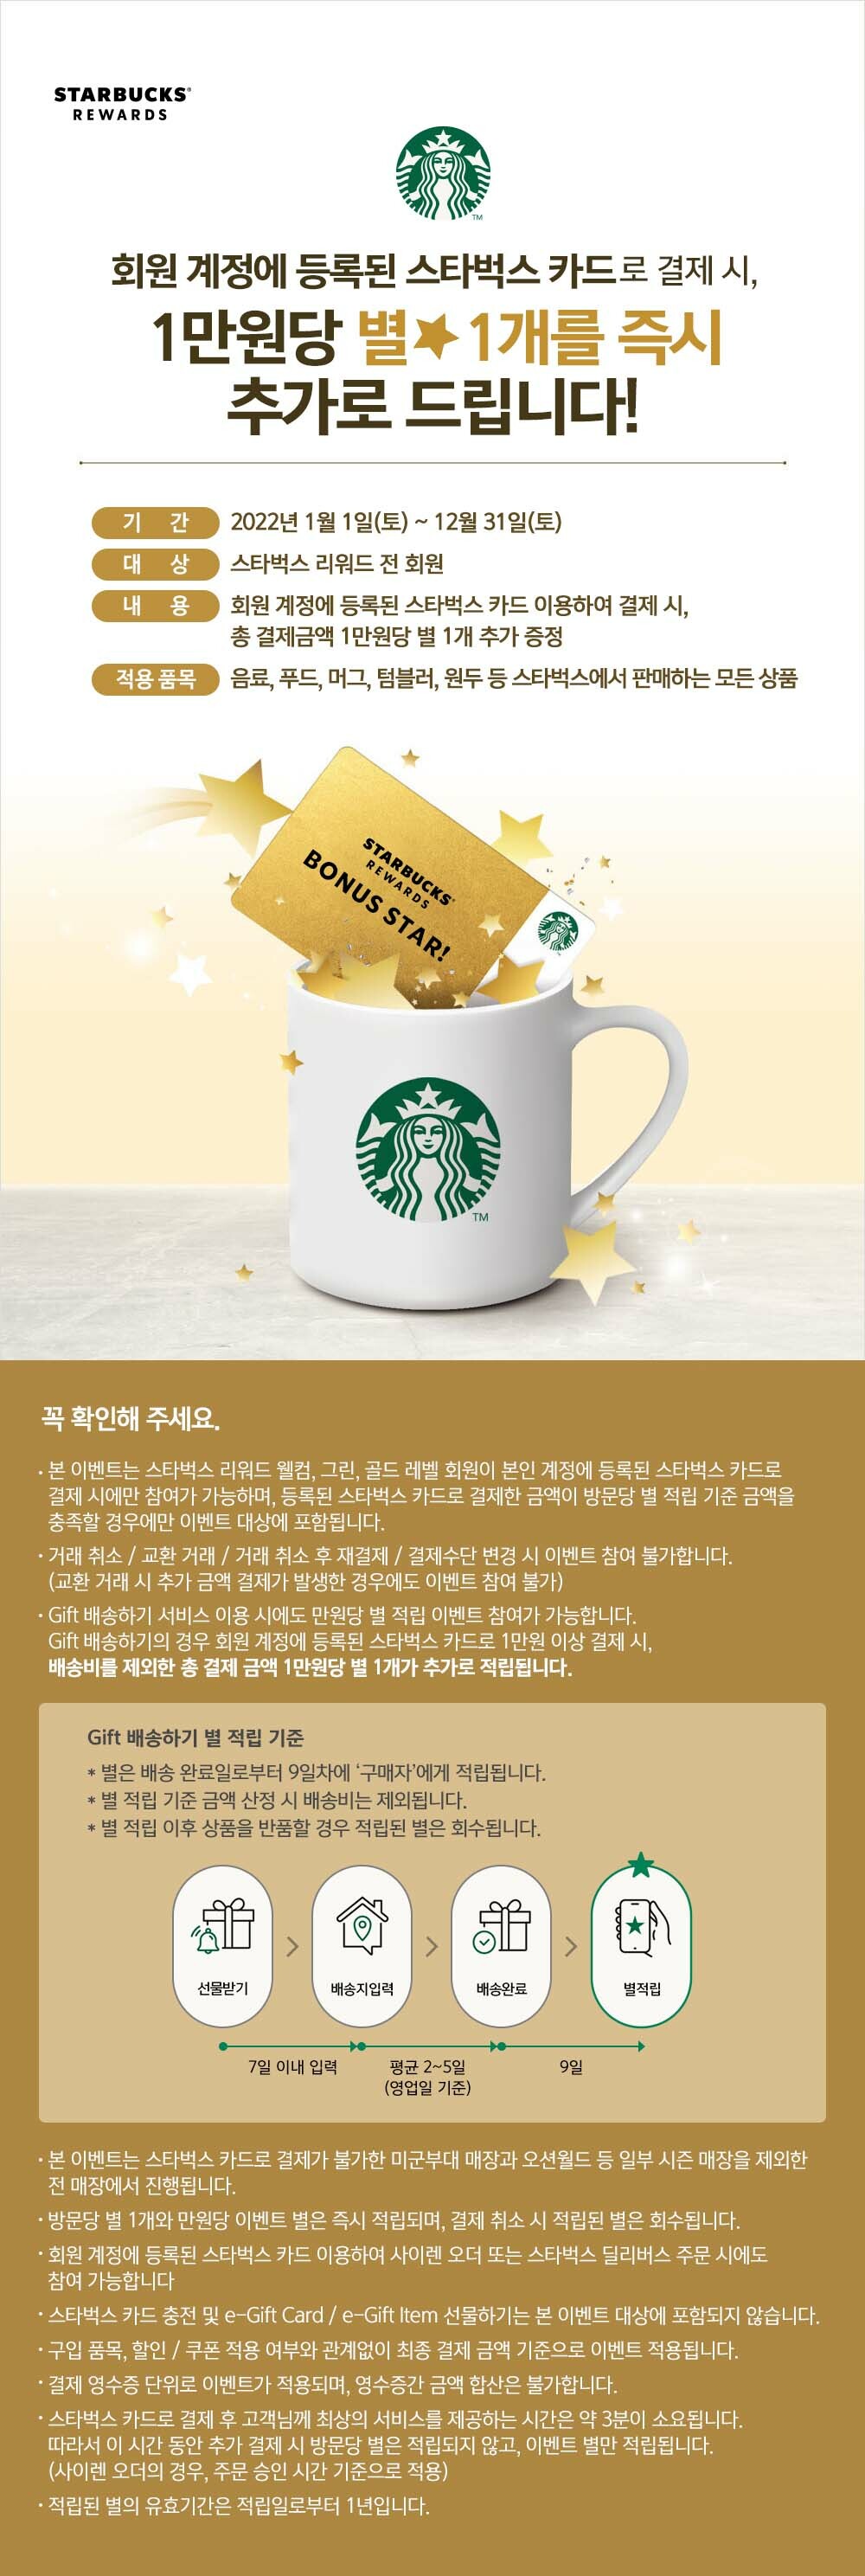 STARBUCKS®
REWARDS
TM
회원 계정에 등록된 스타벅스 카드로 결제 시,
1만원당 별★1개를 즉시
추가로 드립니다!
기 간 2022년 1월 1일(토) ~ 12월 31일(토)
대 상 스타벅스 리워드 전 회원
내 용 회원 계정에 등록된 스타벅스 카드 이용하여 결제 시,
총 결제금액 1만원당 별 1개 추가 증정
적용 품목 음료, 푸드, 머그, 텀블러, 원두 등 스타벅스에서 판매하는 모든 상품
STARBUCKS®
REWARDS
BONUS STAR!
TM
꼭 확인해 주세요.
· 본 이벤트는 스타벅스 리워드 웰컴, 그린, 골드 레벨 회원이 본인 계정에 등록된 스타벅스 카드로
결제 시에만 참여가 가능하며, 등록된 스타벅스 카드로 결제한 금액이 방문당 별 적립 기준 금액을
충족할 경우에만 이벤트 대상에 포함됩니다.
· 거래 취소 / 교환 거래 / 거래 취소 후 재결제 / 결제수단 변경 시 이벤트 참여 불가합니다.
(교환 거래 시 추가 금액 결제가 발생한 경우에도 이벤트 참여 불가)
· Gift 배송하기 서비스 이용 시에도 만원당 별 적립 이벤트 참여가 가능합니다.
Gift 배송하기의 경우 회원 계정에 등록된 스타벅스 카드로 1만원 이상 결제 시,
배송비를 제외한 총 결제 금액 1만원당 별 1개가 추가로 적립됩니다.
Gift 배송하기 별 적립 기준
* 별은 배송 완료일로부터 9일차에 ‘구매자’에게 적립됩니다.
* 별 적립 기준 금액 산정 시 배송비는 제외됩니다.
* 별 적립 이후 상품을 반품할 경우 적립된 별은 회수됩니다.
선물받기 > 배송지입력 > 배송완료 > 별적립
7일 이내 입력 평균 2~5일 9일
(영업일 기준)
· 본 이벤트는 스타벅스 카드로 결제가 불가한 미군부대 매장과 오션월드 등 일부 시즌 매장을 제외한
전 매장에서 진행됩니다.
· 방문당 별 1개와 만원당 이벤트 별은 즉시 적립되며, 결제 취소 시 적립된 별은 회수됩니다.
· 회원 계정에 등록된 스타벅스 카드 이용하여 사이렌 오더 또는 스타벅스 딜리버스 주문 시에도
참여 가능합니다
· 스타벅스 카드 충전 및 e-Gift Card / e-Gift Item 선물하기는 본 이벤트 대상에 포함되지 않습니다.
· 구입 품목, 할인 / 쿠폰 적용 여부와 관계없이 최종 결제 금액 기준으로 이벤트 적용됩니다.
· 결제 영수증 단위로 이벤트가 적용되며, 영수증간 금액 합산은 불가합니다.
· 스타벅스 카드로 결제 후 고객님께 최상의 서비스를 제공하는 시간은 약 3분이 소요됩니다.
따라서 이 시간 동안 추가 결제 시 방문당 별은 적립되지 않고, 이벤트 별만 적립됩니다.
(사이렌 오더의 경우, 주문 승인 시간 기준으로 적용)
· 적립된 별의 유효기간은 적립일로부터 1년입니다.